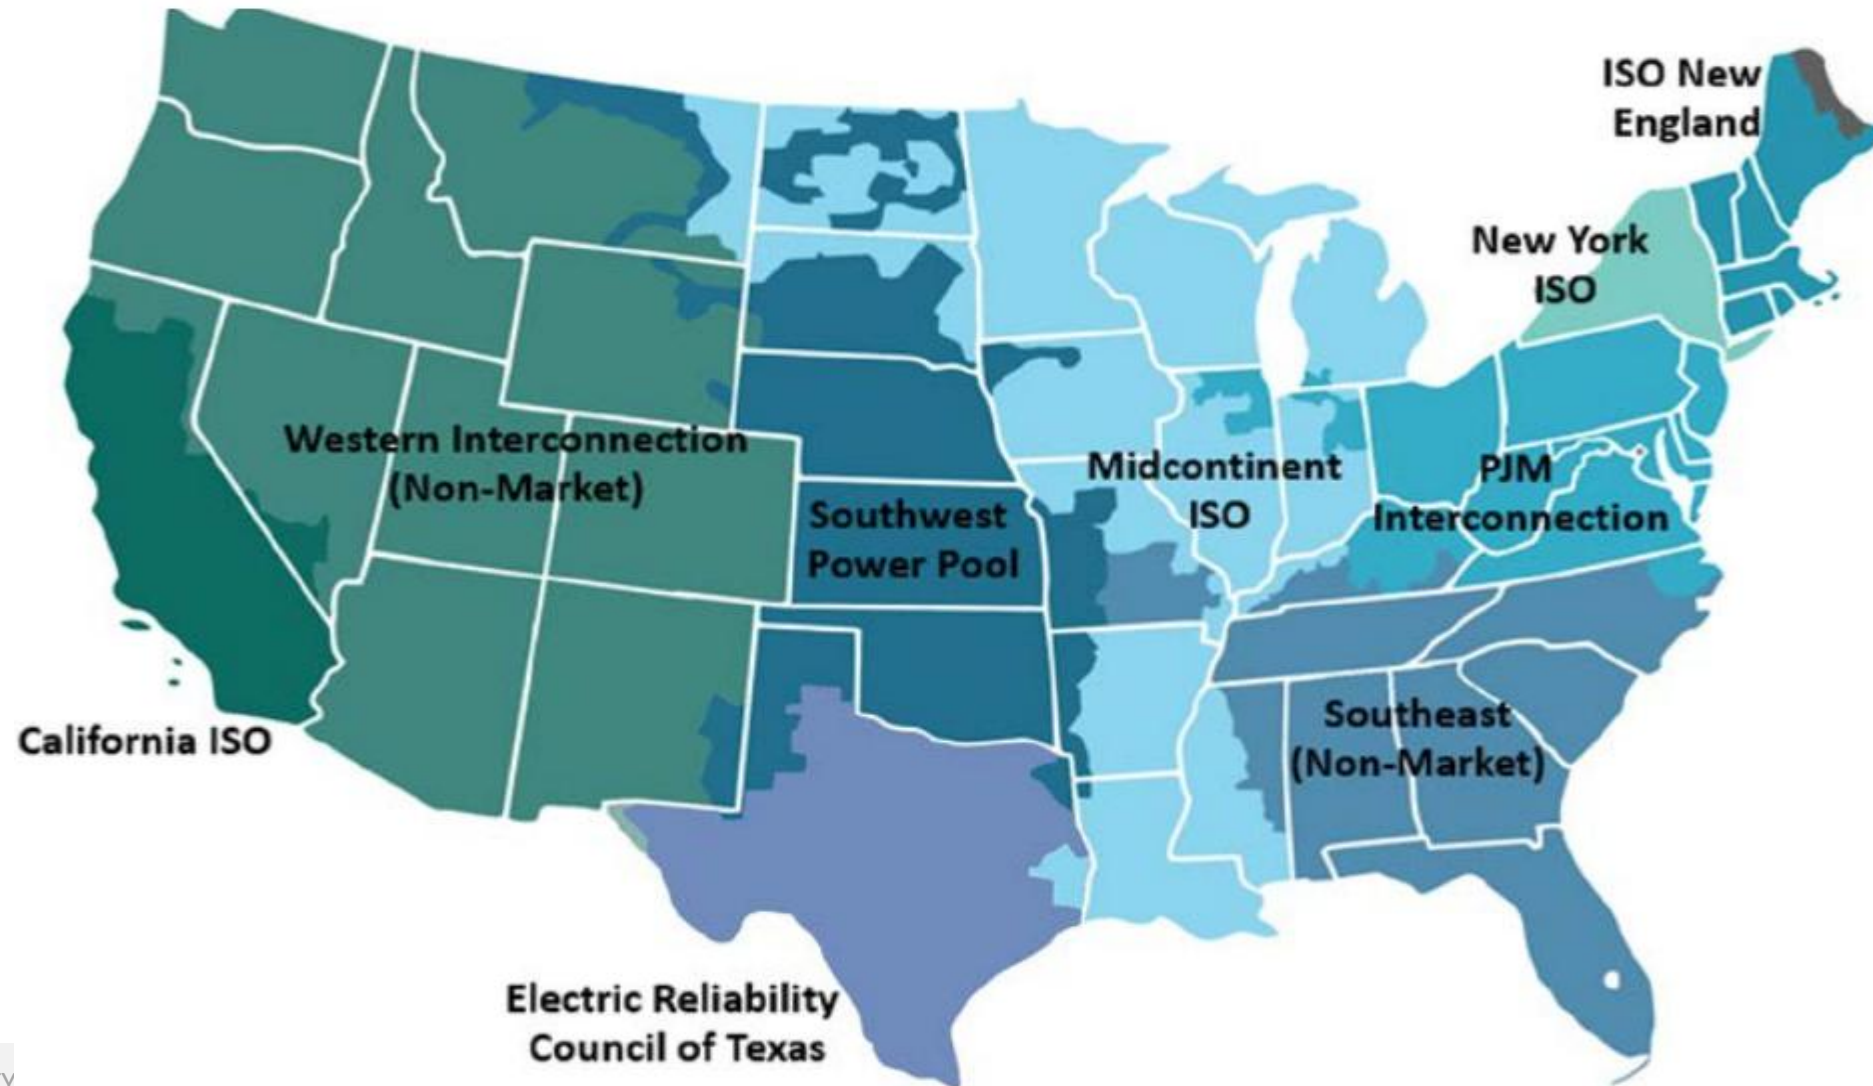 ISO New
England
New York
ISO
Western Interconnection
(Non-Market)
Midcontinent
ISO
PJM
Interconnection
Southwest
Power Pool
California ISO
Southeast
(Non-Market)
Electric Reliability
Council of Texas